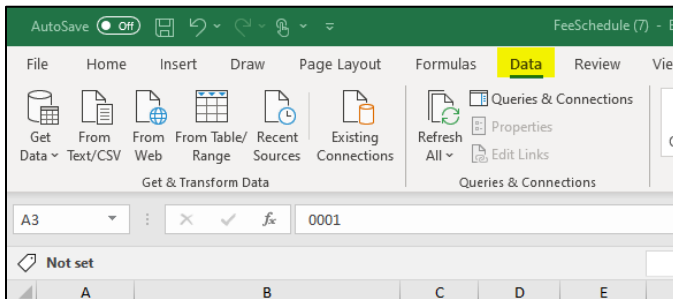 AutoSave Off FeeSchedule (7) - E
File Home Insert Draw Page Layout Formulas Data Review Vie
Get Data From Text/CSV From Web From Table/ Range Recent Sources Existing Connections Refresh All Queries & Connections
Properties
Edit Links
Get & Transform Data Queries & Connections
A3 fx 0001
Not set
A B C D E